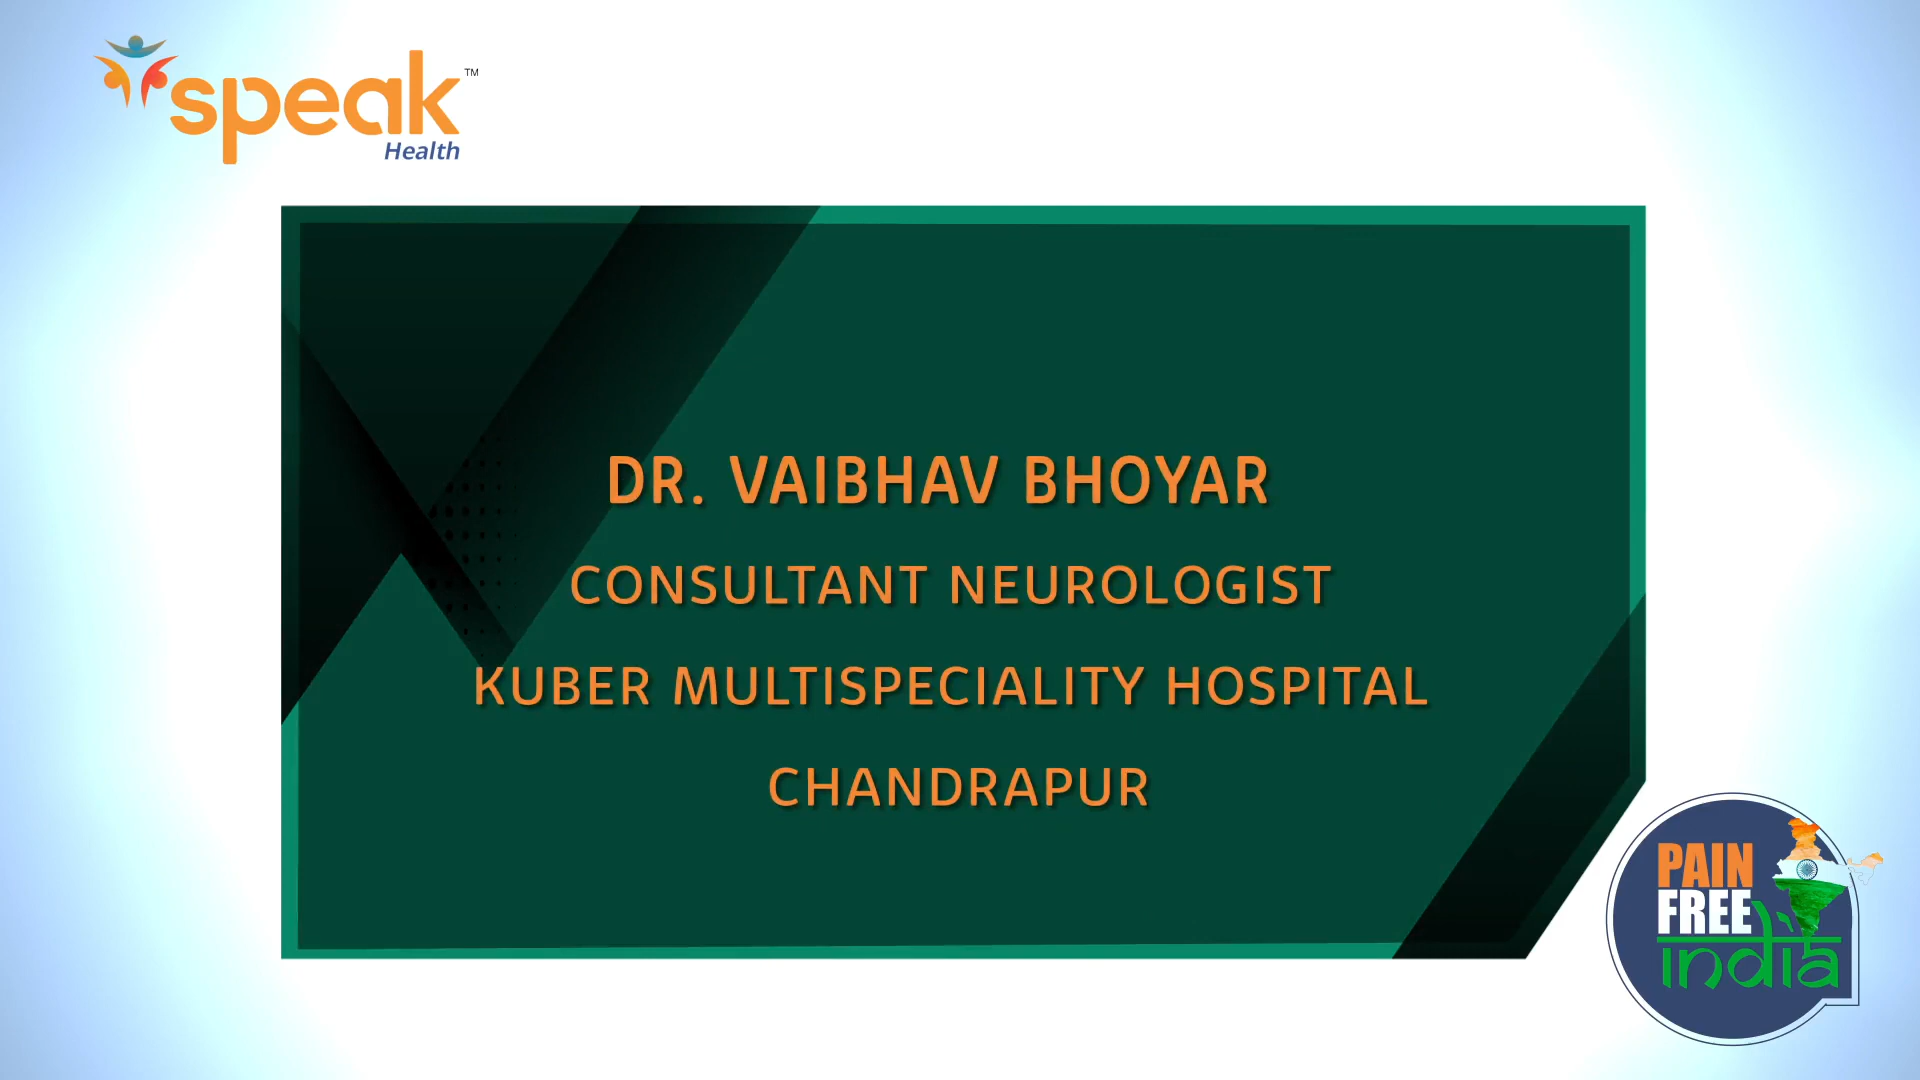 speak™
Health
DR. VAIBHAV BHOYAR
CONSULTANT NEUROLOGIST
KUBER MULTISPECIALITY HOSPITAL
CHANDRAPUR
PAIN
FREE
india